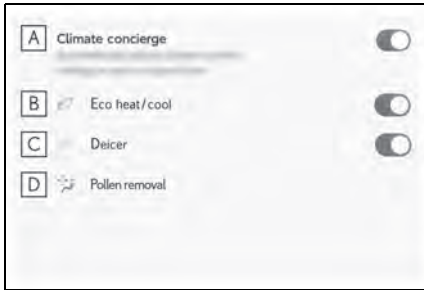 A Climate concierge
B Eco heat/cool
C Deicer
D Pollen removal